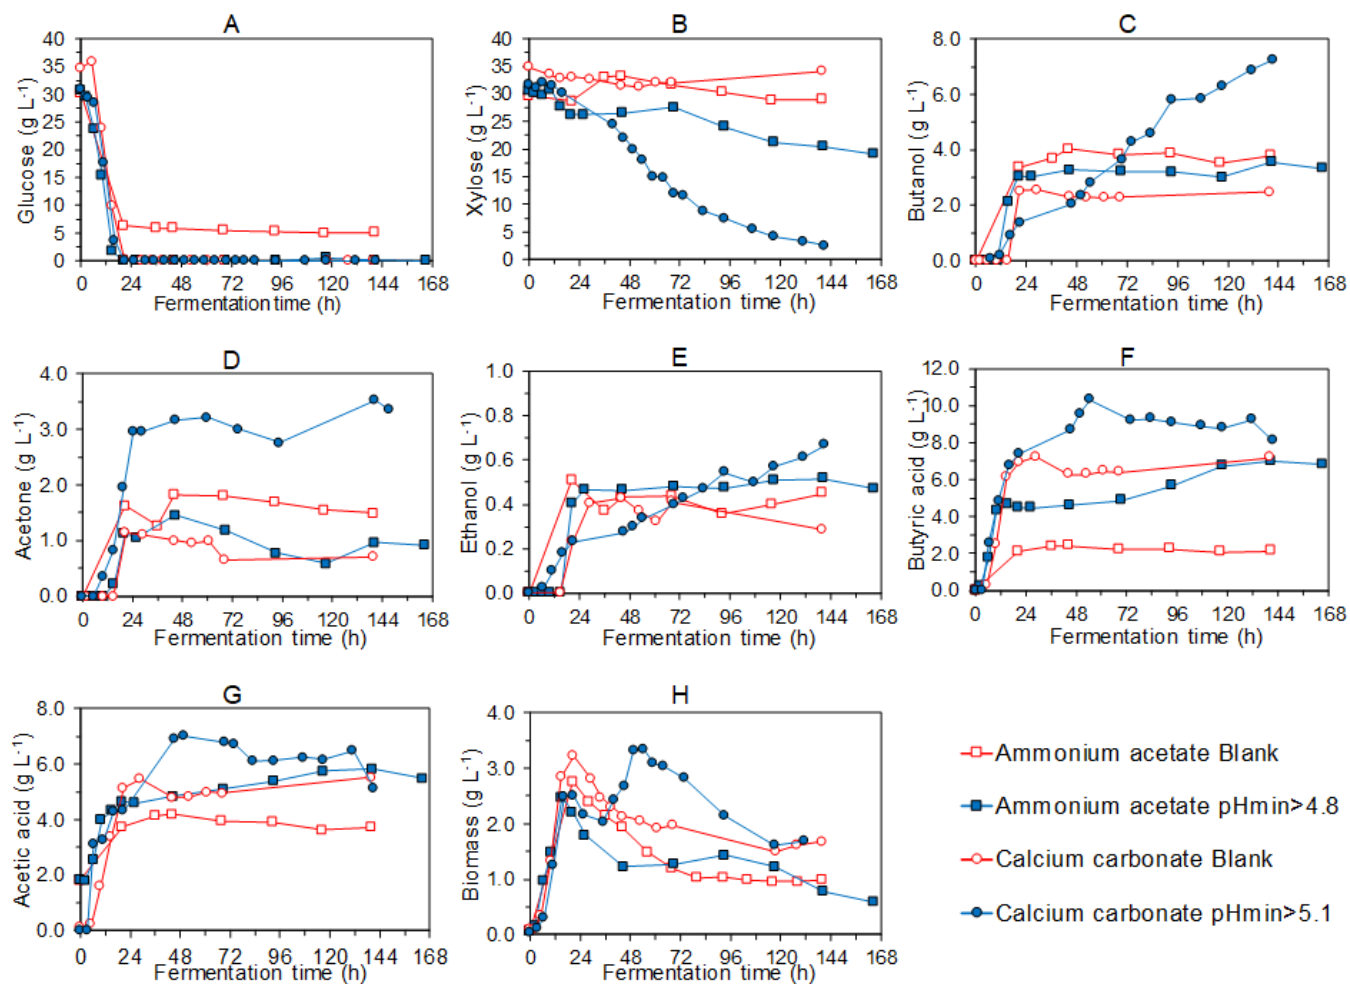 A
Glucose (g L-1)
40
35
30
25
20
15
10
5
0
0 24 48 72 96 120 144 168
Fermentation time (h)
B
Xylose (g L-1)
40
35
30
25
20
15
10
5
0
0 24 48 72 96 120 144 168
Fermentation time (h)
C
Butanol (g L-1)
8.0
6.0
4.0
2.0
0.0
0 24 48 72 96 120 144 168
Fermentation time (h)
D
Acetone (g L-1)
4.0
3.0
2.0
1.0
0.0
0 24 48 72 96 120 144 168
Fermentation time (h)
E
Ethanol (g L-1)
1.0
0.8
0.6
0.4
0.2
0.0
0 24 48 72 96 120 144 168
Fermentation time (h)
F
Butyric acid (g L-1)
12.0
10.0
8.0
6.0
4.0
2.0
0.0
0 24 48 72 96 120 144 168
Fermentation time (h)
G
Acetic acid (g L-1)
8.0
6.0
4.0
2.0
0.0
0 24 48 72 96 120 144 168
Fermentation time (h)
H
Biomass (g L-1)
4.0
3.0
2.0
1.0
0.0
0 24 48 72 96 120 144 168
Fermentation time (h)
Ammonium acetate Blank
Ammonium acetate pHmin>4.8
Calcium carbonate Blank
Calcium carbonate pHmin>5.1